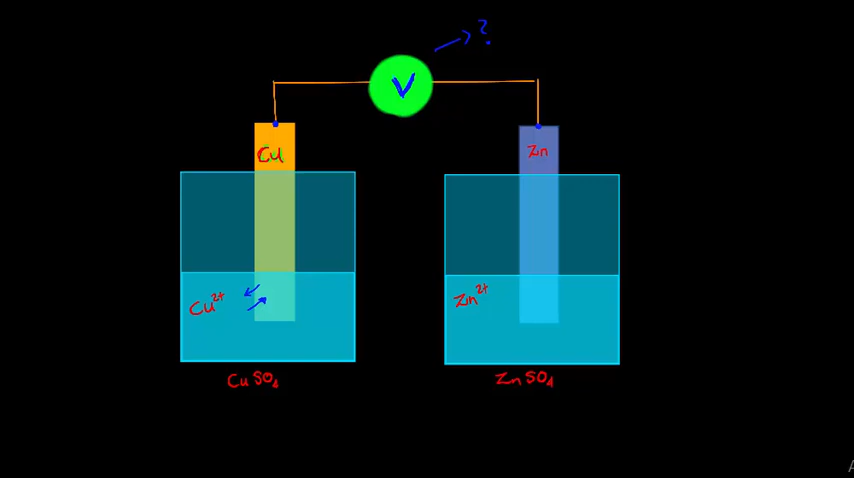 ?
V
Cu
Zn
Cu²⁺
Zn²⁺
CuSO₄
ZnSO₄
A